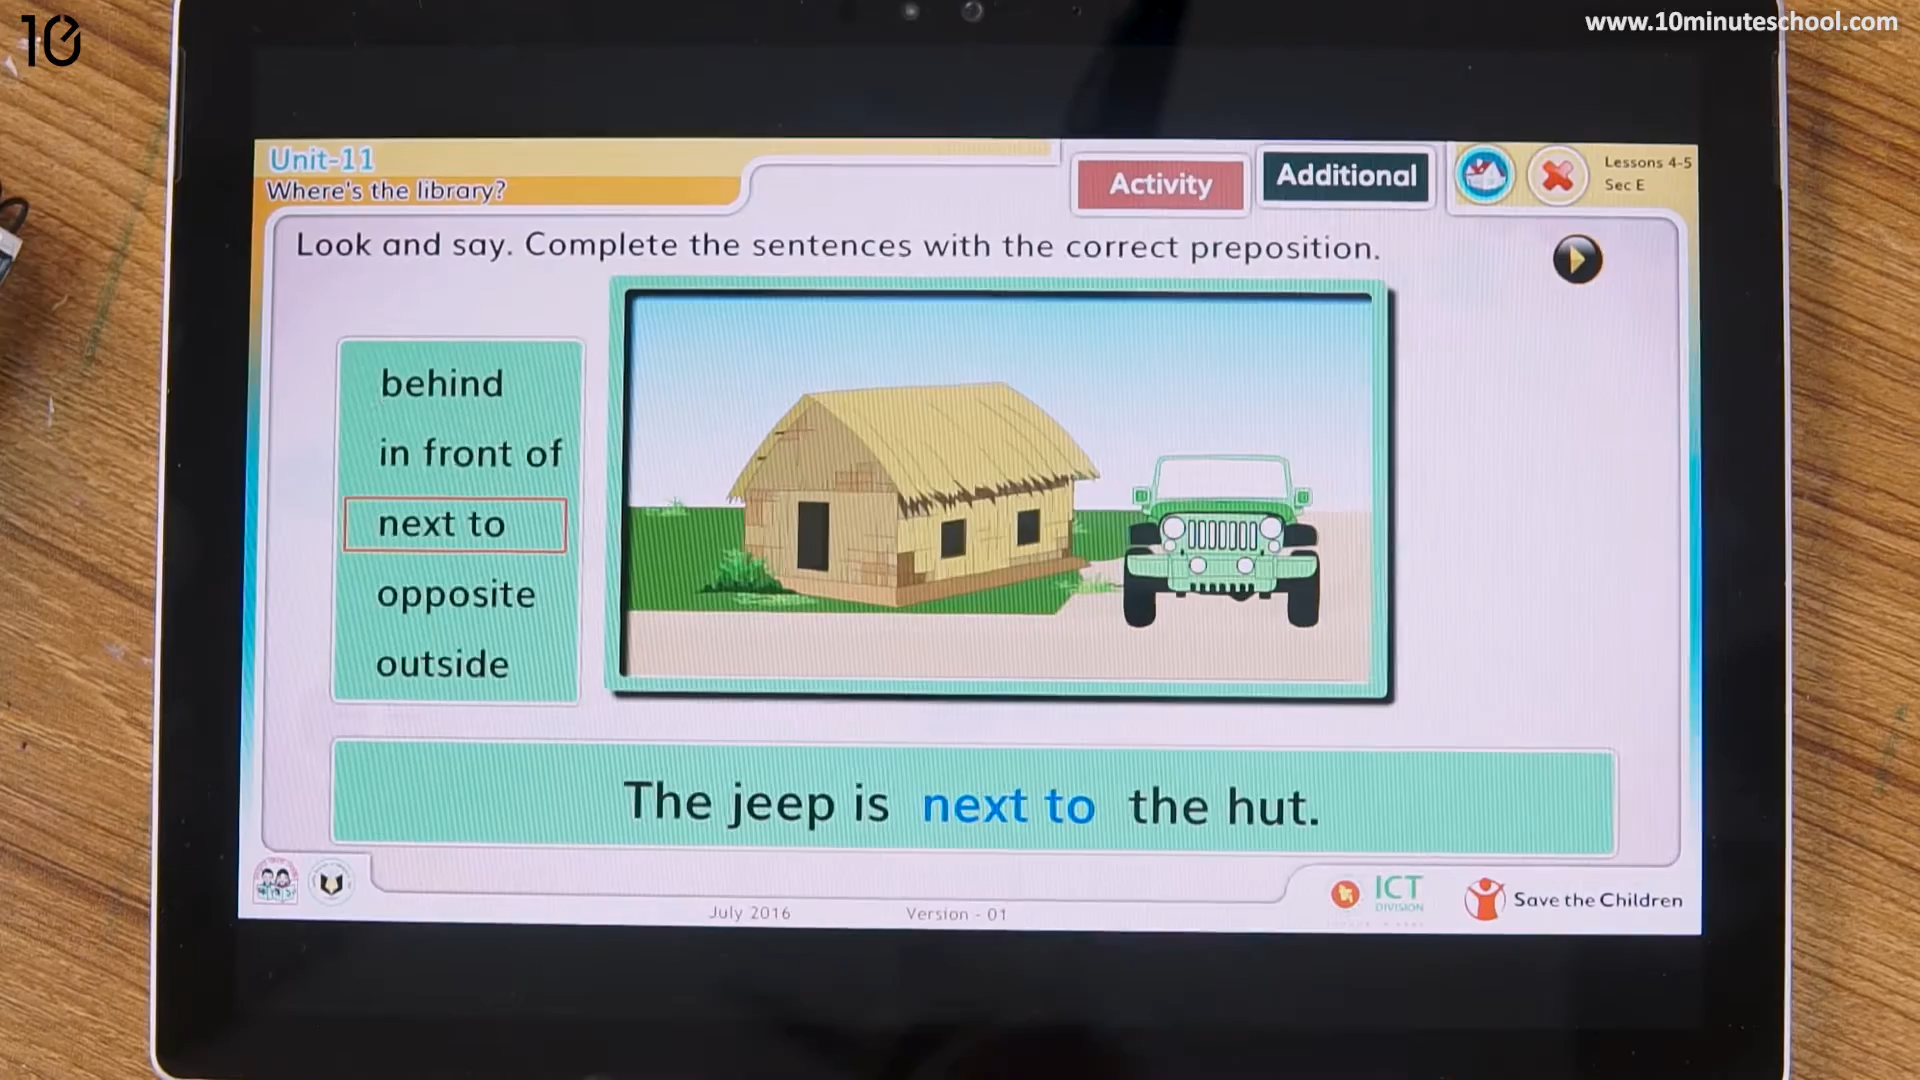 10
www.10minuteschool.com
Unit-11
Where's the library?
Activity
Additional
Lessons 4-5
Sec E
Look and say. Complete the sentences with the correct preposition.
behind
in front of
next to
opposite
outside
The jeep is next to the hut.
July 2016
Version - 01
ICT
DIVISION
Save the Children